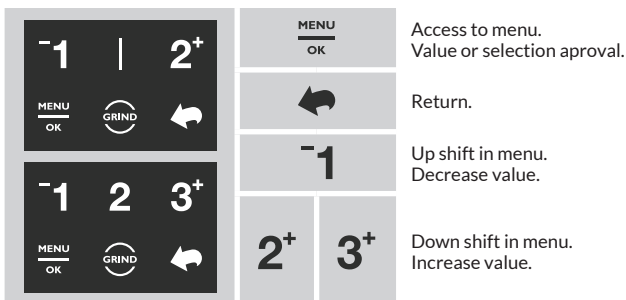 ⁻1 | 2⁺
MENU
OK
GRIND
⁻1 2 3⁺
MENU
OK
GRIND
MENU
OK
Access to menu.
Value or selection aproval.
Return.
⁻1
Up shift in menu.
Decrease value.
2⁺ 3⁺
Down shift in menu.
Increase value.